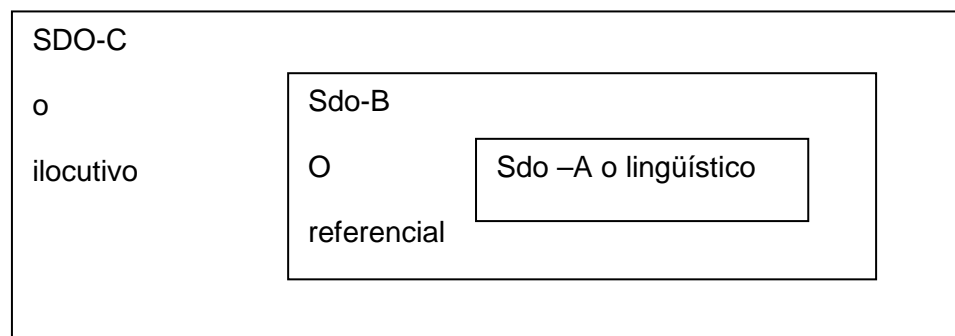 SDO-C
o
ilocutivo
Sdo-B
O
referencial
Sdo –A o lingüístico